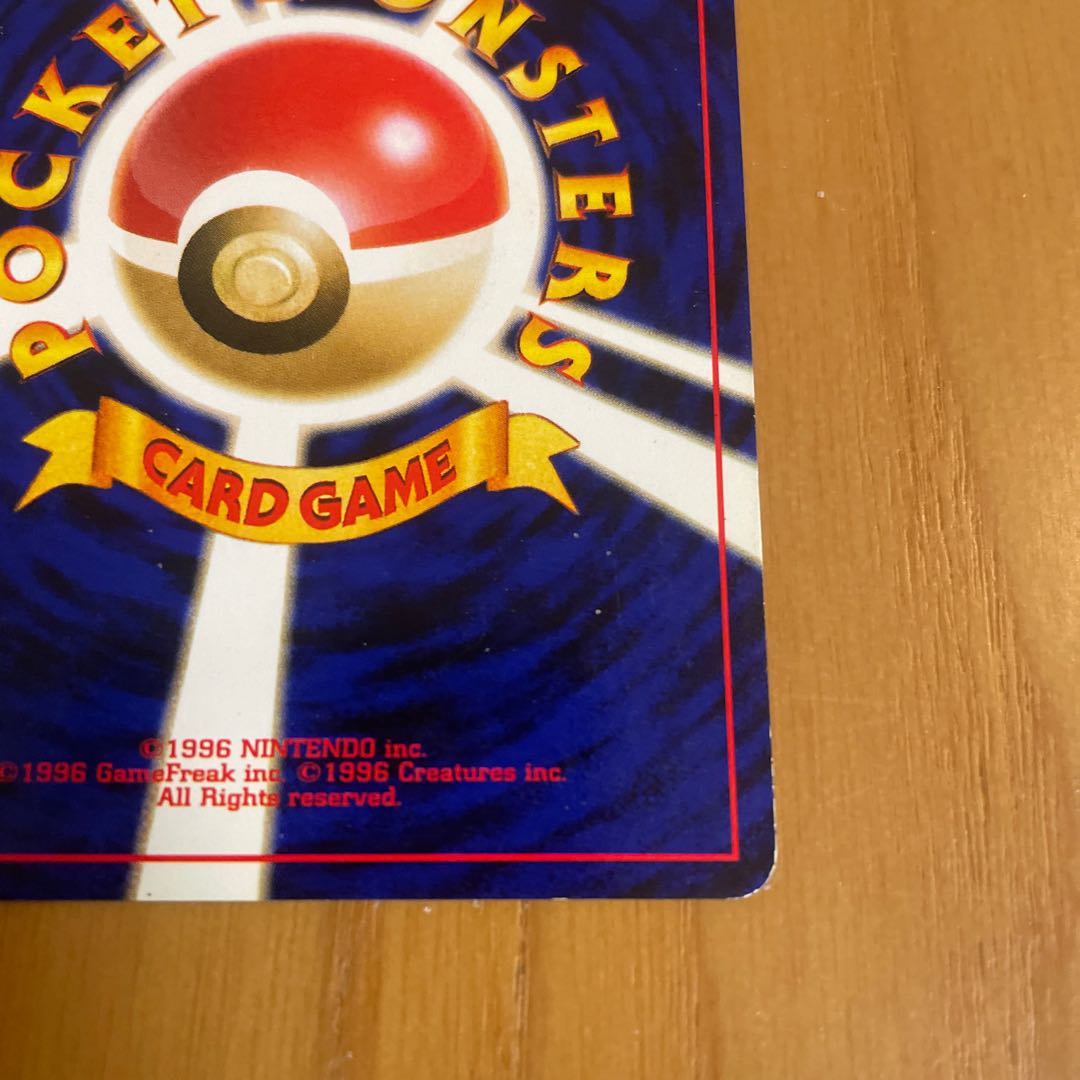 POCKET MONSTERS
CARD GAME
©1996 NINTENDO inc.
©1996 GameFreak inc. ©1996 Creatures inc.
All Rights reserved.